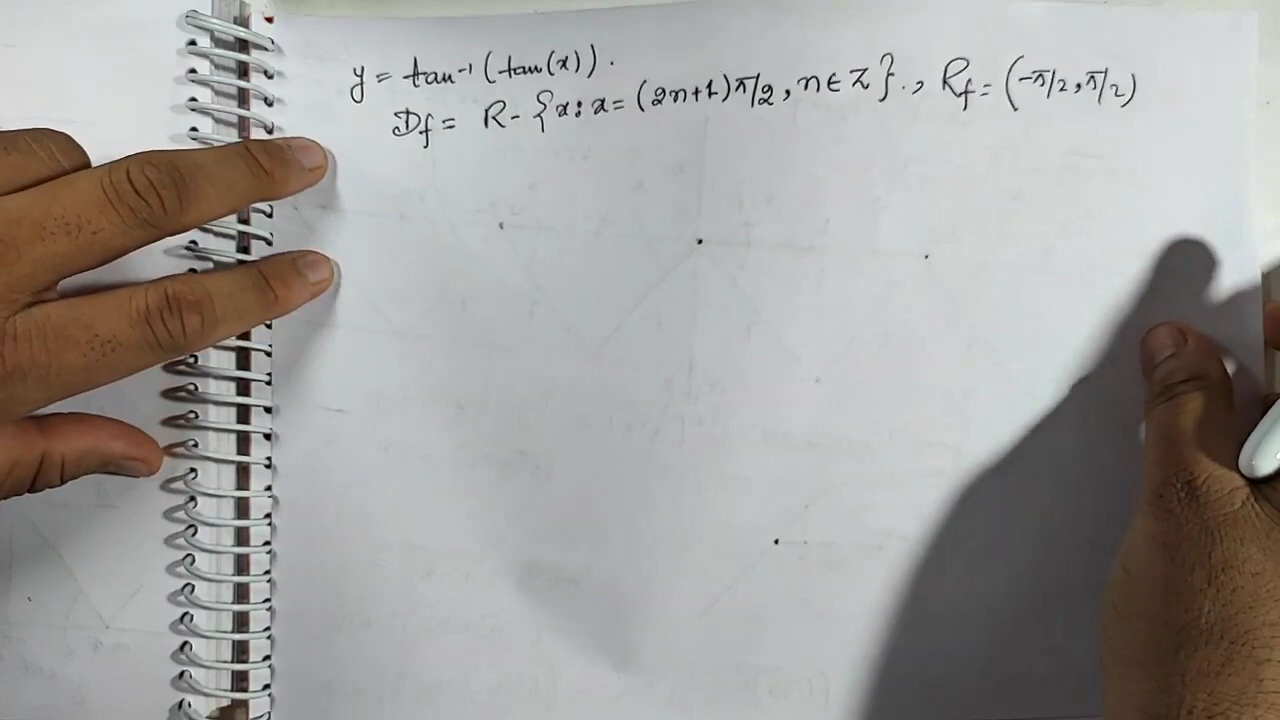 y = tan⁻¹(tan(x)).
Df = R - {x: x = (2n+1)π/2, n ∈ Z}., Rf = (-π/2, π/2)